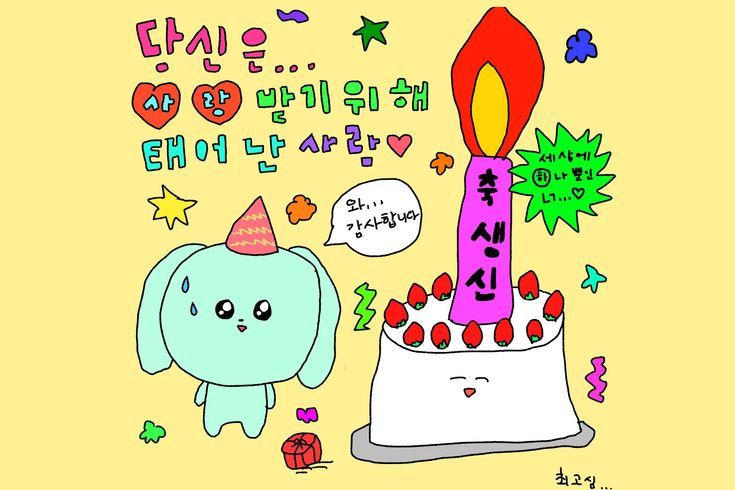 당신은...
사랑 받기 위해
태어난 사람♡
와...
감사합니다
축
생
신
세상에
하나뿐인
너...♡
최고심...